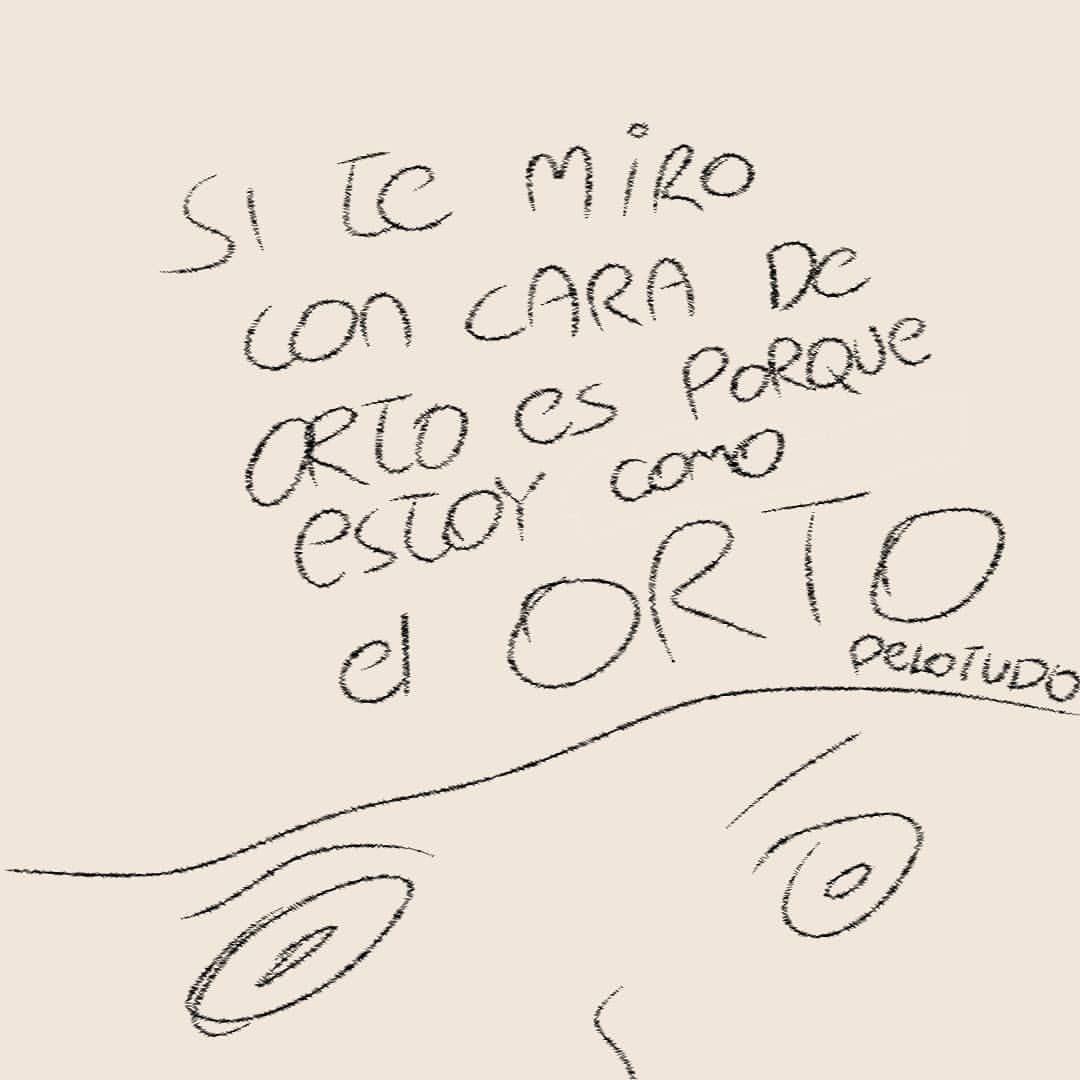 SI TE MiRO
CON CARA DE
ORTO es PORQUE
eSTOY como
el ORTO
PeLOTUDO